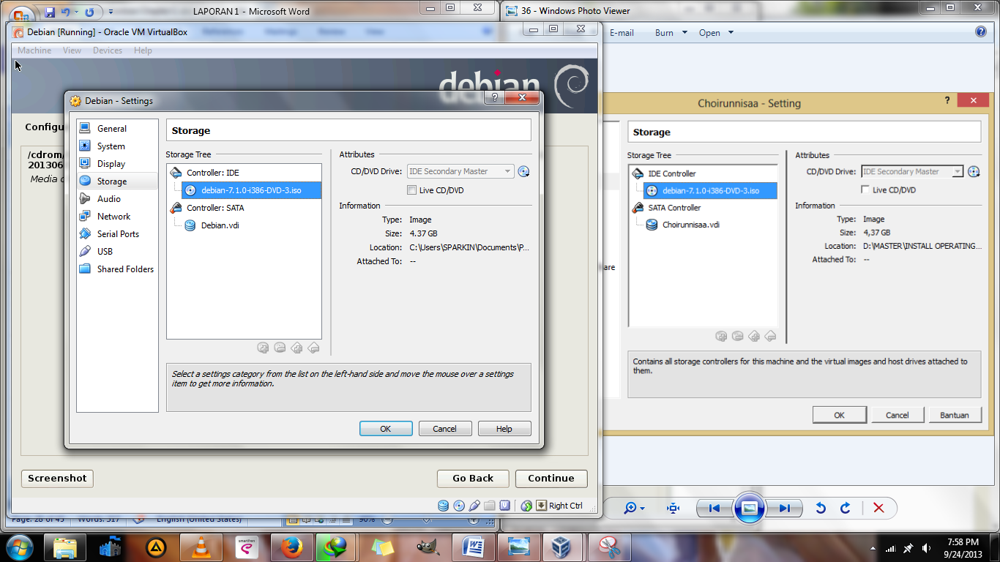 LAPORAN 1 - Microsoft Word
36 - Windows Photo Viewer
Debian [Running] - Oracle VM VirtualBox
E-mail Burn Open
Machine View Devices Help
debian
Debian - Settings
Choirunnisaa - Setting
Configu
/cdrom/
201306
Media c
General
System
Display
Storage
Audio
Network
Serial Ports
USB
Shared Folders
Storage
Storage Tree
Controller: IDE
debian-7.1.0-i386-DVD-3.iso
Controller: SATA
Debian.vdi
Attributes
CD/DVD Drive: IDE Secondary Master
Live CD/DVD
Information
Type: Image
Size: 4.37 GB
Location: C:\Users\SPARKIN\Documents\P...
Attached To: --
Select a settings category from the list on the left-hand side and move the mouse over a settings
item to get more information.
OK Cancel Help
Storage
Storage Tree
IDE Controller
debian-7.1.0-i386-DVD-3.iso
SATA Controller
Choirunnisaa.vdi
Attributes
CD/DVD Drive: IDE Secondary Master
Live CD/DVD
Information
Type: Image
Size: 4,37 GB
Location: D:\MASTER\INSTALL OPERATING...
Attached To: --
are
Contains all storage controllers for this machine and the virtual images and host drives attached to
them.
OK Cancel Bantuan
Screenshot Go Back Continue
Right Ctrl
Page: 28 of 45 Words: 317 English (United States) 90%
smartfren
7:58 PM
9/24/2013